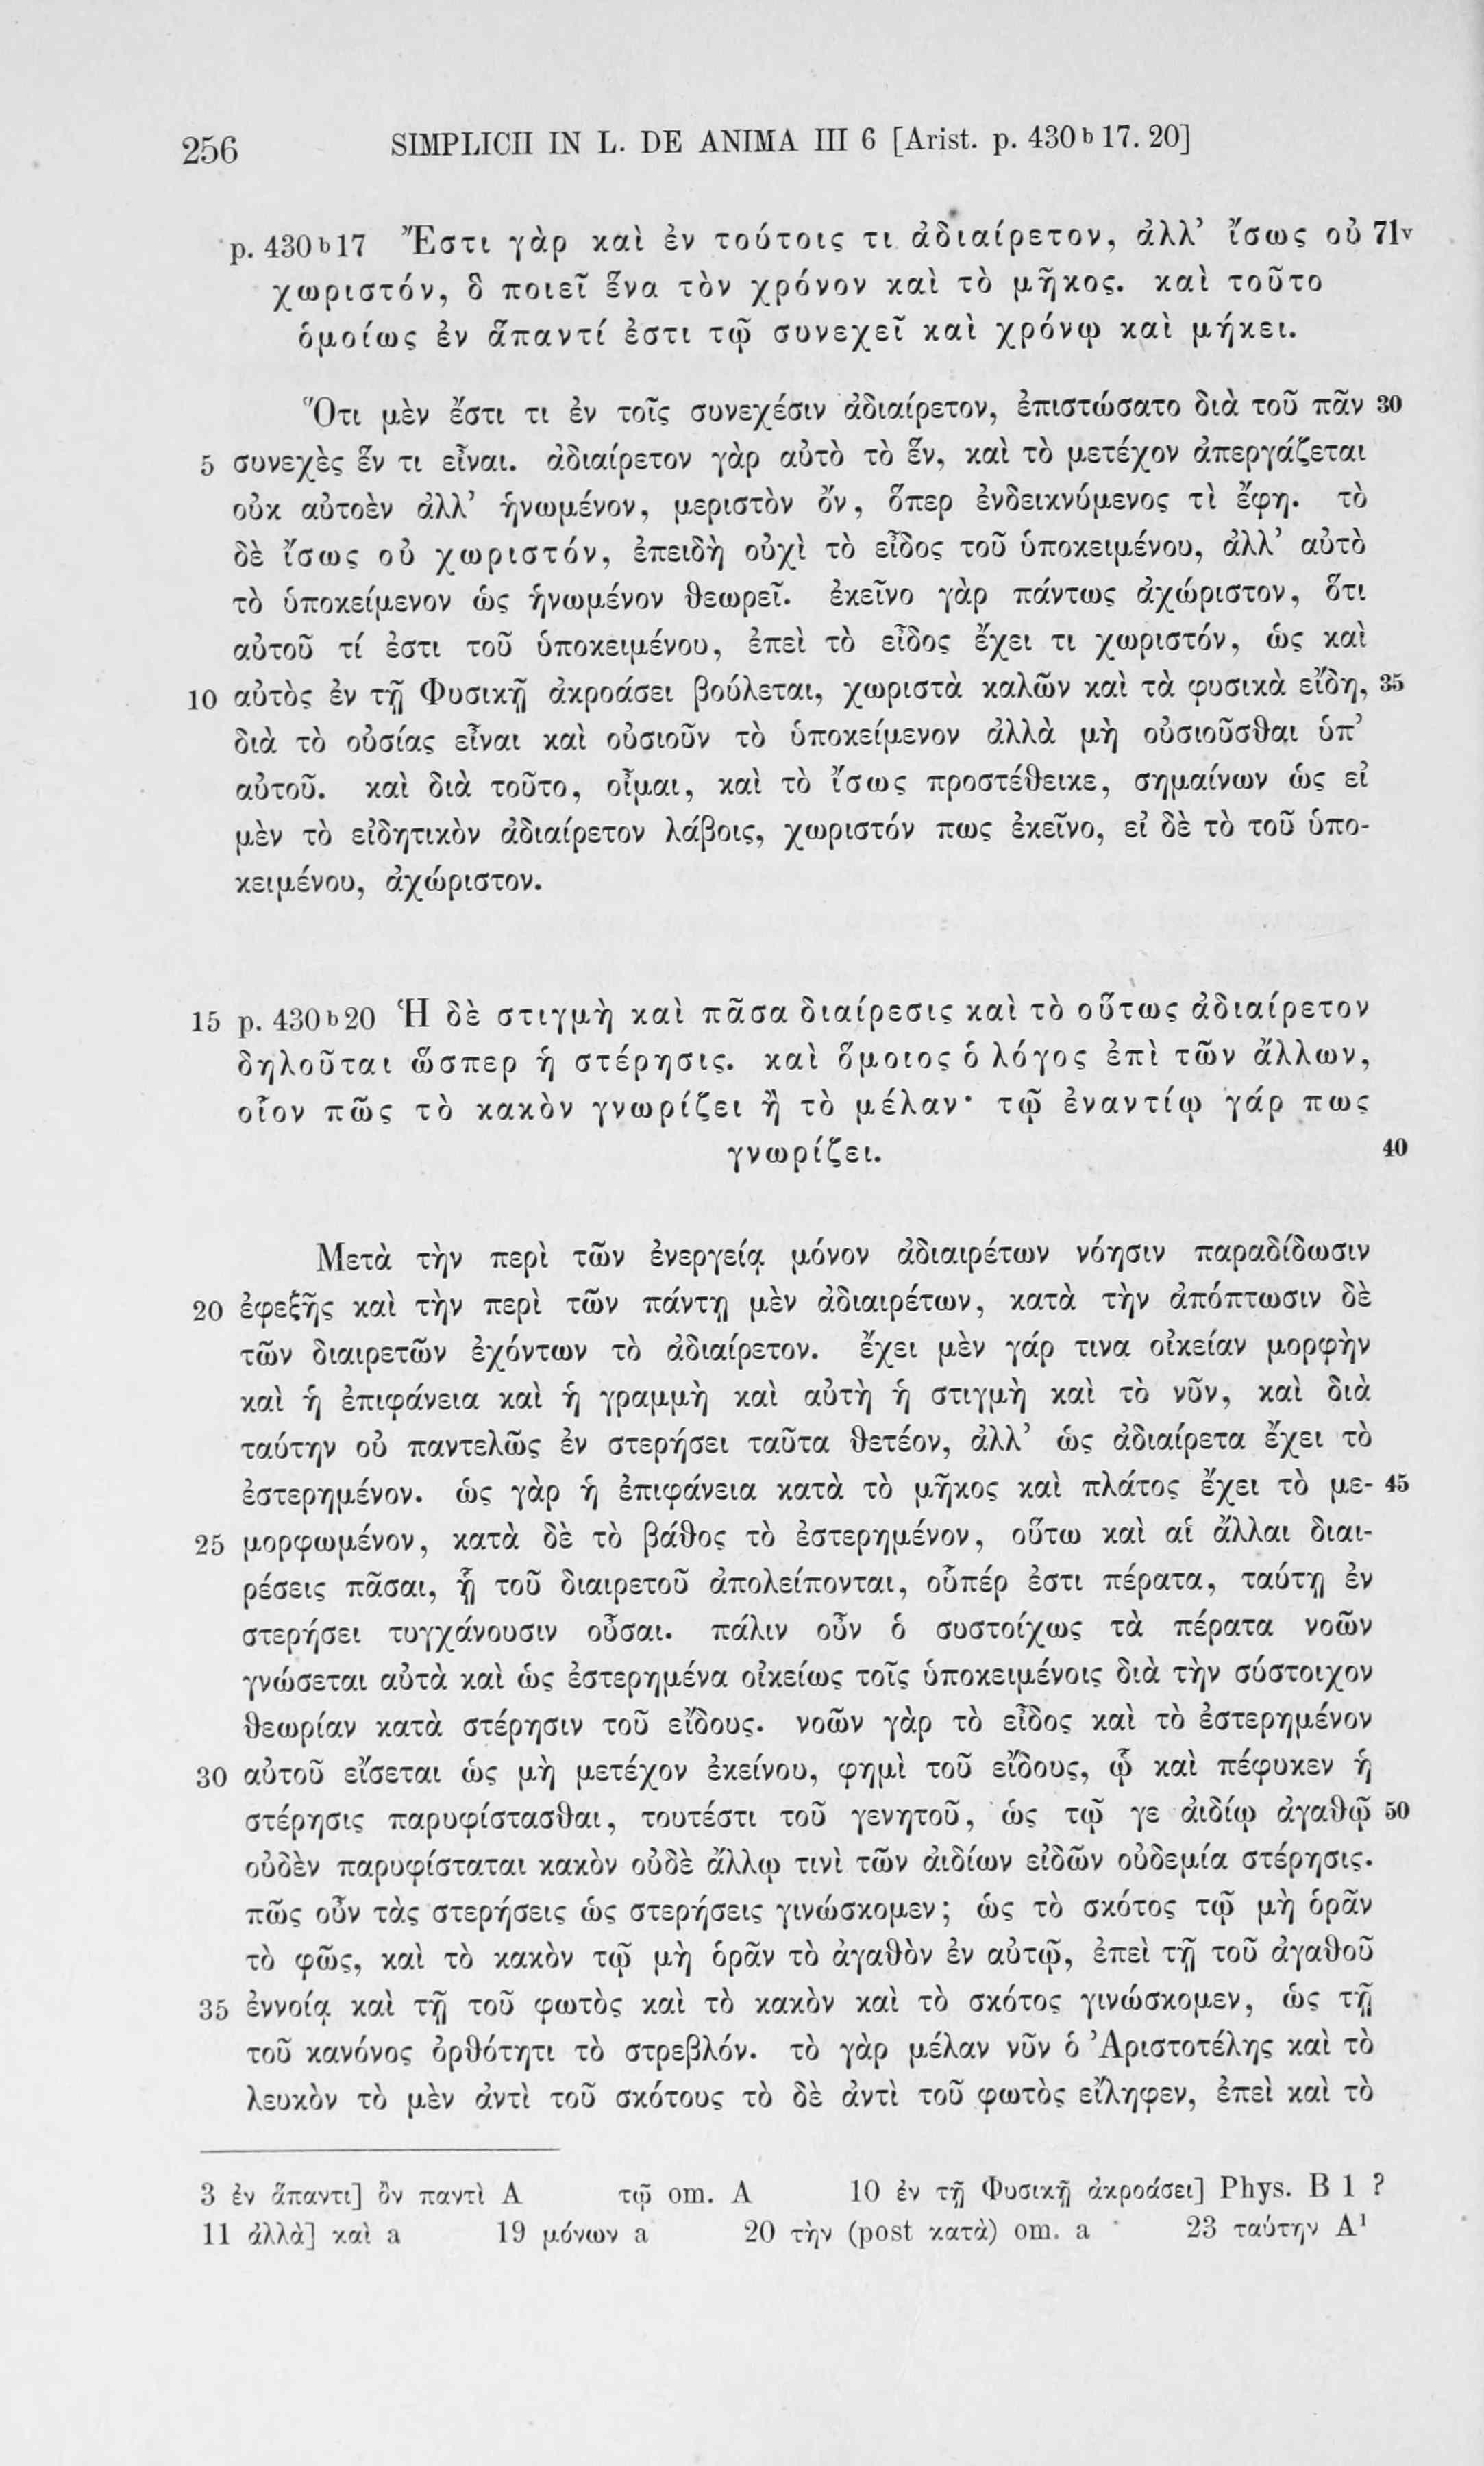 256 SIMPLICII IN L. DE ANIMA III 6 [Arist. p. 430 b 17. 20]
p. 430 b 17 Ἔστι γὰρ καὶ ἐν τούτοις τι ἀδιαίρετον, ἀλλ’ ἴσως οὐ 71v
χωριστόν, ὃ ποιεῖ ἕνα τὸν χρόνον καὶ τὸ μῆκος. καὶ τοῦτο
ὁμοίως ἐν ἅπαντί ἐστι τῷ συνεχεῖ καὶ χρόνῳ καὶ μήκει.
Ὅτι μὲν ἔστι τι ἐν τοῖς συνεχέσιν ἀδιαίρετον, ἐπιστώσατο διὰ τοῦ πᾶν 30
5 συνεχὲς ἕν τι εἶναι. ἀδιαίρετον γὰρ αὐτὸ τὸ ἕν, καὶ τὸ μετέχον ἀπεργάζεται
οὐκ αὐτοὲν ἀλλ’ ἡνωμένον, μεριστὸν ὄν, ὅπερ ἐνδεικνύμενος τὶ ἔφη. τὸ
δὲ ἴσως οὐ χωριστόν, ἐπειδὴ οὐχὶ τὸ εἶδος τοῦ ὑποκειμένου, ἀλλ’ αὐτὸ
τὸ ὑποκείμενον ὡς ἡνωμένον θεωρεῖ. ἐκεῖνο γὰρ πάντως ἀχώριστον, ὅτι
αὐτοῦ τί ἐστι τοῦ ὑποκειμένου, ἐπεὶ τὸ εἶδος ἔχει τι χωριστόν, ὡς καὶ
10 αὐτὸς ἐν τῇ Φυσικῇ ἀκροάσει βούλεται, χωριστὰ καλῶν καὶ τὰ φυσικὰ εἴδη, 35
διὰ τὸ οὐσίας εἶναι καὶ οὐσιοῦν τὸ ὑποκείμενον ἀλλὰ μὴ οὐσιοῦσθαι ὑπ’
αὐτοῦ. καὶ διὰ τοῦτο, οἶμαι, καὶ τὸ ἴσως προστέθεικε, σημαίνων ὡς εἰ
μὲν τὸ εἰδητικὸν ἀδιαίρετον λάβοις, χωριστόν πως ἐκεῖνο, εἰ δὲ τὸ τοῦ ὑπο-
κειμένου, ἀχώριστον.
15 p. 430 b 20 Ἡ δὲ στιγμὴ καὶ πᾶσα διαίρεσις καὶ τὸ οὕτως ἀδιαίρετον
δηλοῦται ὥσπερ ἡ στέρησις. καὶ ὅμοιος ὁ λόγος ἐπὶ τῶν ἄλλων,
οἷον πῶς τὸ κακὸν γνωρίζει ἢ τὸ μέλαν· τῷ ἐναντίῳ γάρ πως
γνωρίζει. 40
Μετὰ τὴν περὶ τῶν ἐνεργείᾳ μόνον ἀδιαιρέτων νόησιν παραδίδωσιν
20 ἐφεξῆς καὶ τὴν περὶ τῶν πάντῃ μὲν ἀδιαιρέτων, κατὰ τὴν ἀπόπτωσιν δὲ
τῶν διαιρετῶν ἐχόντων τὸ ἀδιαίρετον. ἔχει μὲν γάρ τινα οἰκείαν μορφὴν
καὶ ἡ ἐπιφάνεια καὶ ἡ γραμμὴ καὶ αὐτὴ ἡ στιγμὴ καὶ τὸ νῦν, καὶ διὰ
ταύτην οὐ παντελῶς ἐν στερήσει ταῦτα θετέον, ἀλλ’ ὡς ἀδιαίρετα ἔχει τὸ
ἐστερημένον. ὡς γὰρ ἡ ἐπιφάνεια κατὰ τὸ μῆκος καὶ πλάτος ἔχει τὸ με- 45
25 μορφωμένον, κατὰ δὲ τὸ βάθος τὸ ἐστερημένον, οὕτω καὶ αἱ ἄλλαι διαι-
ρέσεις πᾶσαι, ᾗ τοῦ διαιρετοῦ ἀπολείπονται, οὗπέρ ἐστι πέρατα, ταύτῃ ἐν
στερήσει τυγχάνουσιν οὖσαι. πάλιν οὖν ὁ συστοίχως τὰ πέρατα νοῶν
γνώσεται αὐτὰ καὶ ὡς ἐστερημένα οἰκείως τοῖς ὑποκειμένοις διὰ τὴν σύστοιχον
θεωρίαν κατὰ στέρησιν τοῦ εἴδους. νοῶν γὰρ τὸ εἶδος καὶ τὸ ἐστερημένον
30 αὐτοῦ εἴσεται ὡς μὴ μετέχον ἐκείνου, φημὶ τοῦ εἴδους, ᾧ καὶ πέφυκεν ἡ
στέρησις παρυφίστασθαι, τουτέστι τοῦ γενητοῦ, ὡς τῷ γε ἀιδίῳ ἀγαθῷ 50
οὐδὲν παρυφίσταται κακὸν οὐδὲ ἄλλῳ τινὶ τῶν ἀιδίων εἰδῶν οὐδεμία στέρησις.
πῶς οὖν τὰς στερήσεις ὡς στερήσεις γινώσκομεν; ὡς τὸ σκότος τῷ μὴ ὁρᾶν
τὸ φῶς, καὶ τὸ κακὸν τῷ μὴ ὁρᾶν τὸ ἀγαθὸν ἐν αὐτῷ, ἐπεὶ τῇ τοῦ ἀγαθοῦ
35 ἐννοίᾳ καὶ τῇ τοῦ φωτὸς καὶ τὸ κακὸν καὶ τὸ σκότος γινώσκομεν, ὡς τῇ
τοῦ κανόνος ὀρθότητι τὸ στρεβλόν. τὸ γὰρ μέλαν νῦν ὁ Ἀριστοτέλης καὶ τὸ
λευκὸν τὸ μὲν ἀντὶ τοῦ σκότους τὸ δὲ ἀντὶ τοῦ φωτὸς εἴληφεν, ἐπεὶ καὶ τὸ
3 ἐν ἅπαντι] ὂν παντὶ A τῷ om. A 10 ἐν τῇ Φυσικῇ ἀκροάσει] Phys. B 1 ?
11 ἀλλὰ] καὶ a 19 μόνων a 20 τὴν (post κατὰ) om. a 23 ταύτην A¹